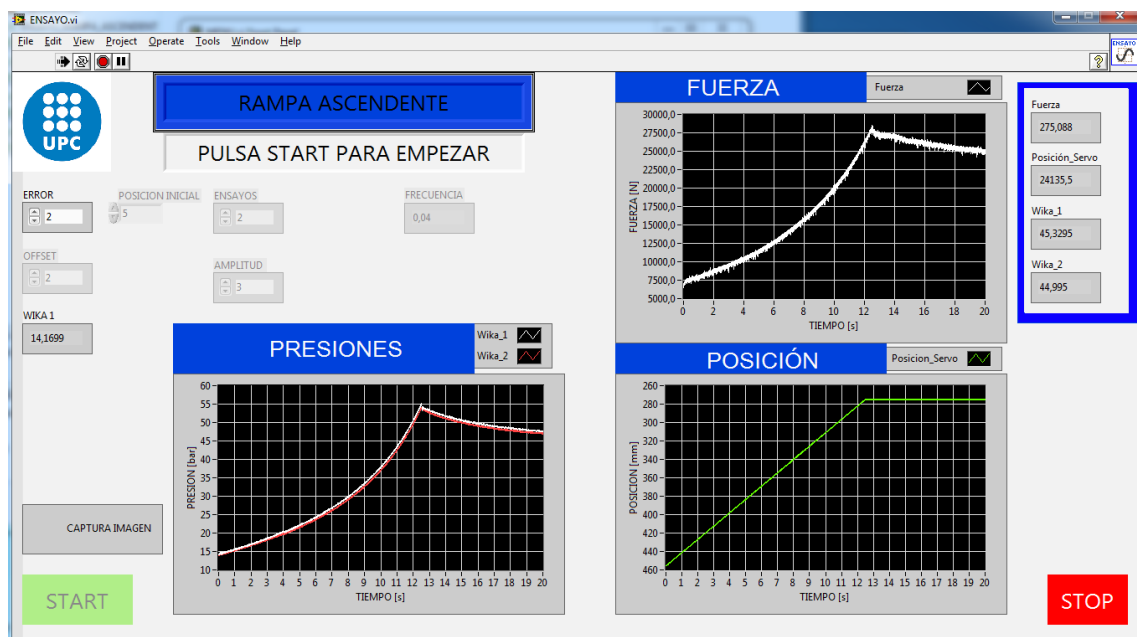 ENSAYO.vi
File Edit View Project Operate Tools Window Help
ENSAYO
UPC
RAMPA ASCENDENTE
PULSA START PARA EMPEZAR
ERROR
2
POSICION INICIAL
5
ENSAYOS
2
FRECUENCIA
0,04
OFFSET
2
AMPLITUD
3
WIKA 1
14,1699
FUERZA
Fuerza
30000,0
27500,0
25000,0
22500,0
20000,0
17500,0
15000,0
12500,0
10000,0
7500,0
5000,0
FUERZA [N]
0 2 4 6 8 10 12 14 16 18 20
TIEMPO [s]
Fuerza
275,088
Posición_Servo
24135,5
Wika_1
45,3295
Wika_2
44,995
PRESIONES
Wika_1
Wika_2
60
55
50
45
40
35
30
25
20
15
10
PRESION [bar]
0 1 2 3 4 5 6 7 8 9 10 11 12 13 14 15 16 17 18 19 20
TIEMPO [s]
POSICIÓN
Posicion_Servo
260
280
300
320
340
360
380
400
420
440
460
POSICION [mm]
0 1 2 3 4 5 6 7 8 9 10 11 12 13 14 15 16 17 18 19 20
TIEMPO [s]
CAPTURA IMAGEN
START
STOP